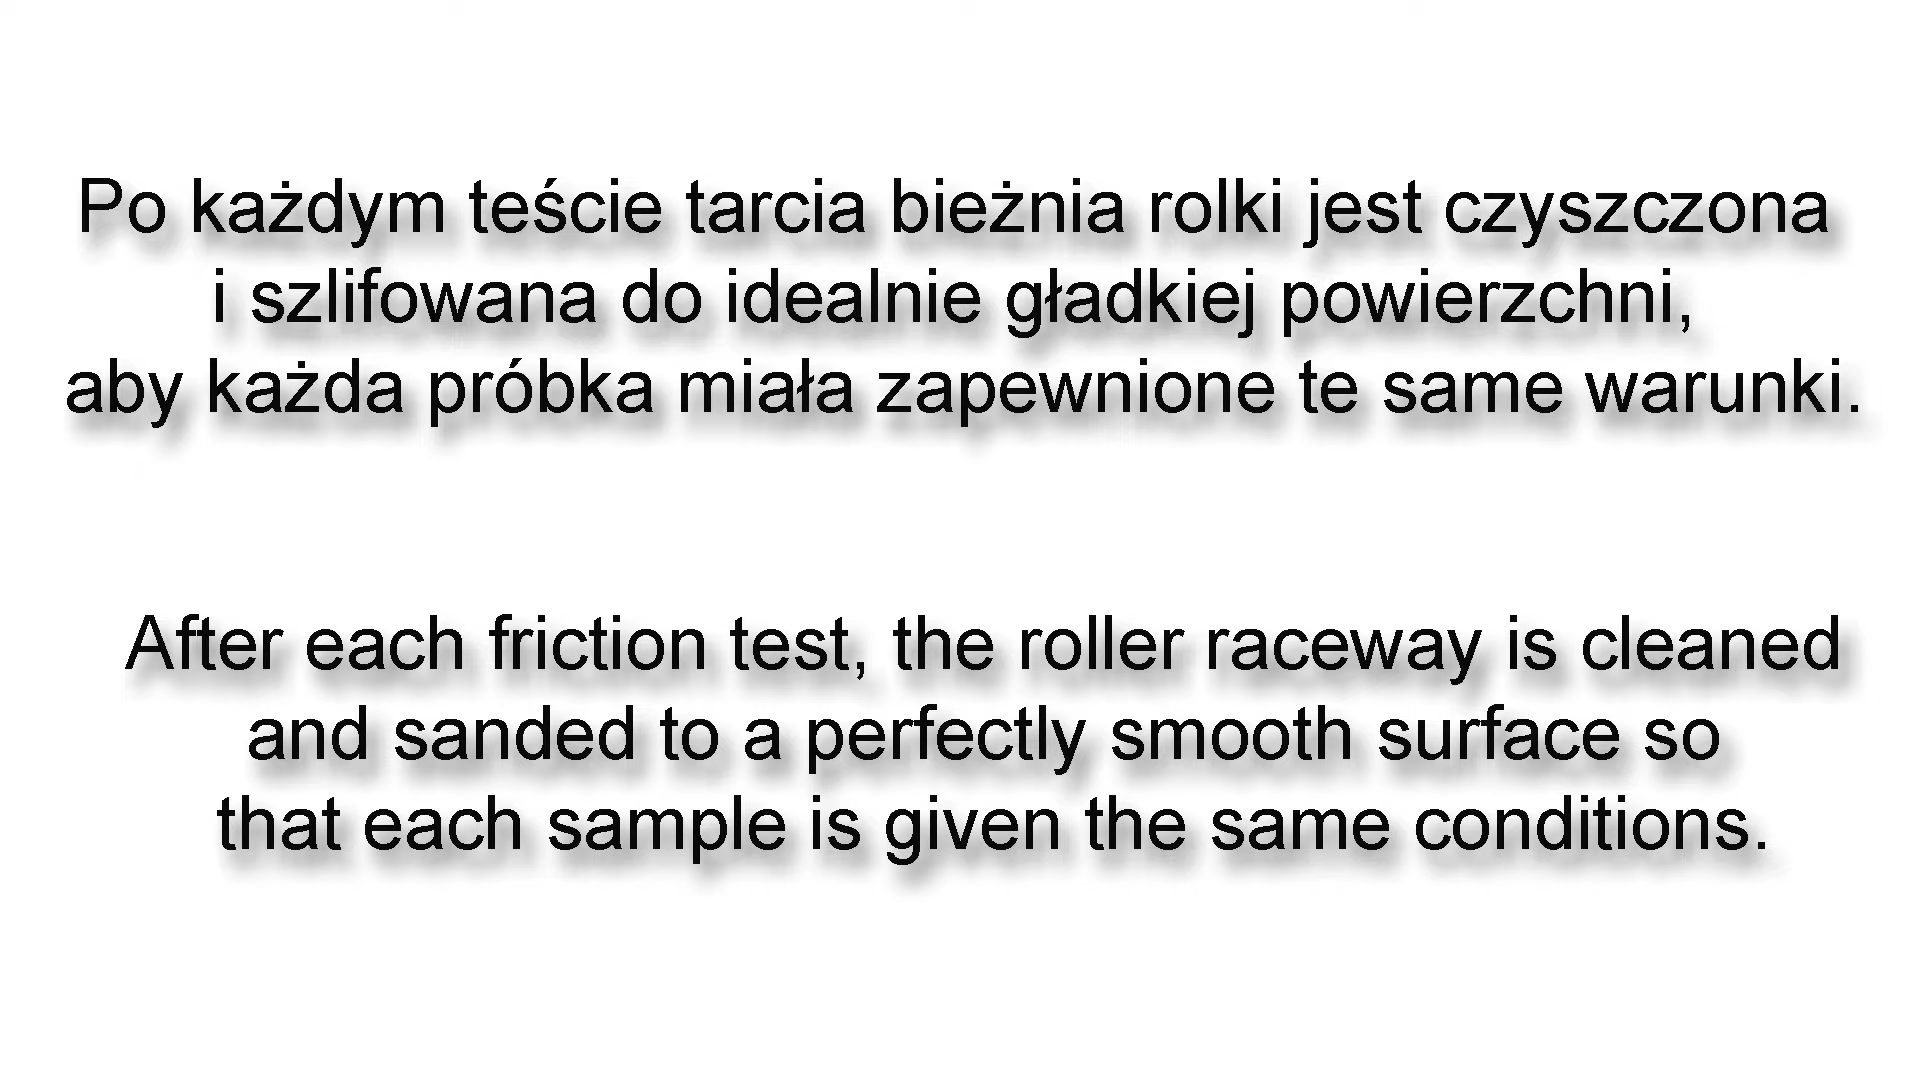 Po każdym teście tarcia bieżnia rolki jest czyszczona
i szlifowana do idealnie gładkiej powierzchni,
aby każda próbka miała zapewnione te same warunki.
After each friction test, the roller raceway is cleaned
and sanded to a perfectly smooth surface so
that each sample is given the same conditions.